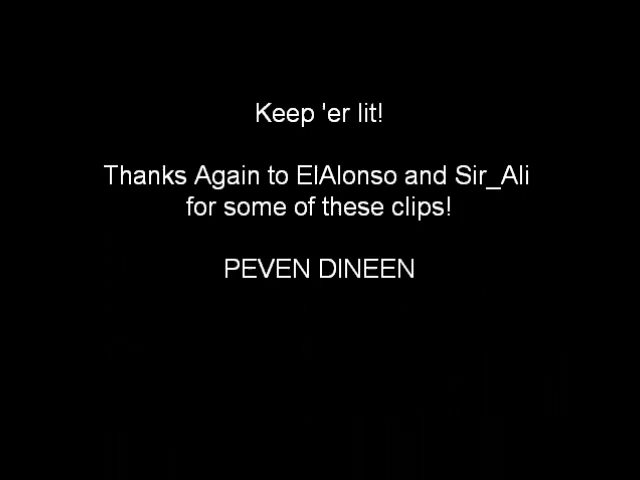 Keep 'er lit!
Thanks Again to ElAlonso and Sir_Ali
for some of these clips!
PEVEN DINEEN